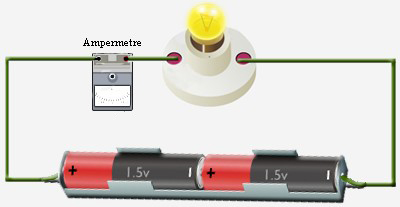 Ampermetre
+ 1.5v − + 1.5v −